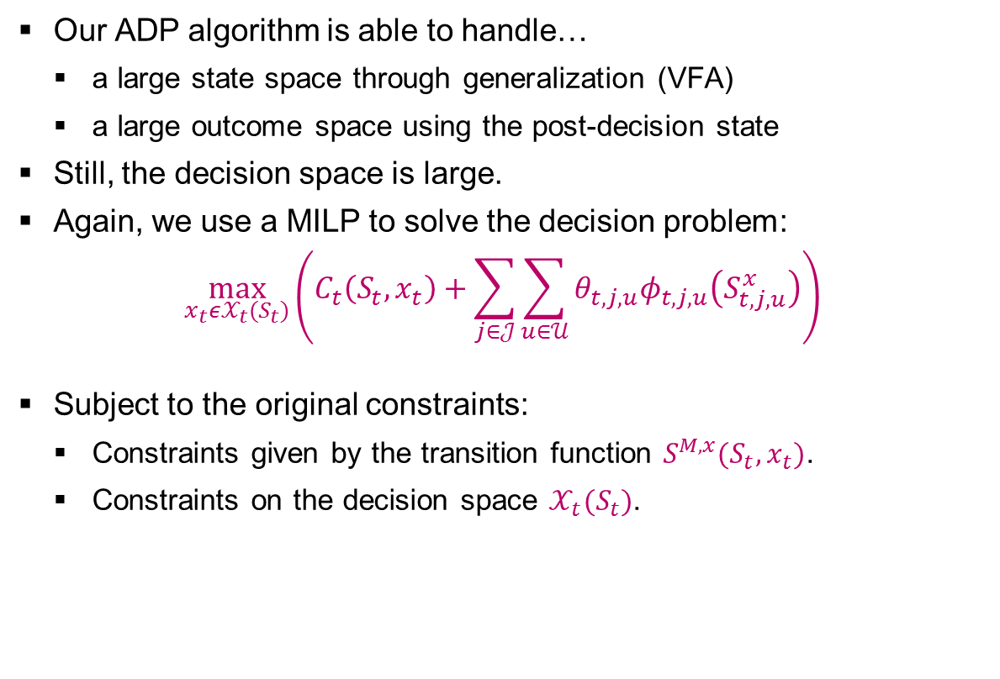 ▪ Our ADP algorithm is able to handle…
▪ a large state space through generalization (VFA)
▪ a large outcome space using the post-decision state
▪ Still, the decision space is large.
▪ Again, we use a MILP to solve the decision problem:
$\max_{x_t \epsilon \mathcal{X}_t(S_t)} \left( C_t(S_t, x_t) + \sum_{j \in \mathcal{J}} \sum_{u \in \mathcal{U}} \theta_{t,j,u} \phi_{t,j,u} \left( S^x_{t,j,u} \right) \right)$
▪ Subject to the original constraints:
▪ Constraints given by the transition function $S^{M,x}(S_t, x_t)$.
▪ Constraints on the decision space $\mathcal{X}_t(S_t)$.